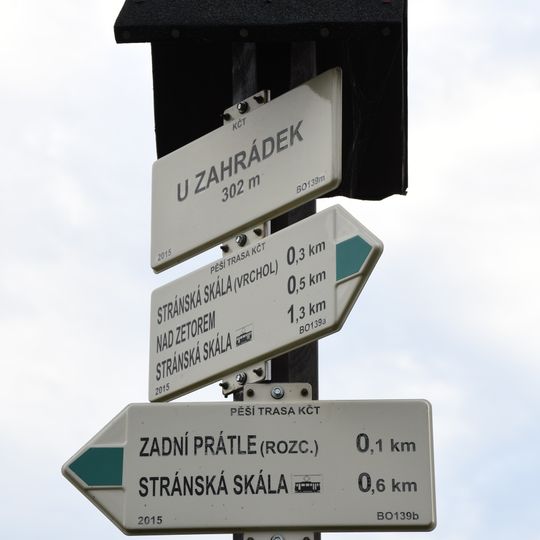 KČT
U ZAHRÁDEK
302 m
2015 BO139m
PĚŠÍ TRASA KČT
STRÁNSKÁ SKÁLA (VRCHOL) 0,3 km
NAD ZETOREM 0,5 km
STRÁNSKÁ SKÁLA 1,3 km
2015 BO139a
PĚŠÍ TRASA KČT
ZADNÍ PRÁTLE (ROZC.) 0,1 km
STRÁNSKÁ SKÁLA 0,6 km
2015 BO139b